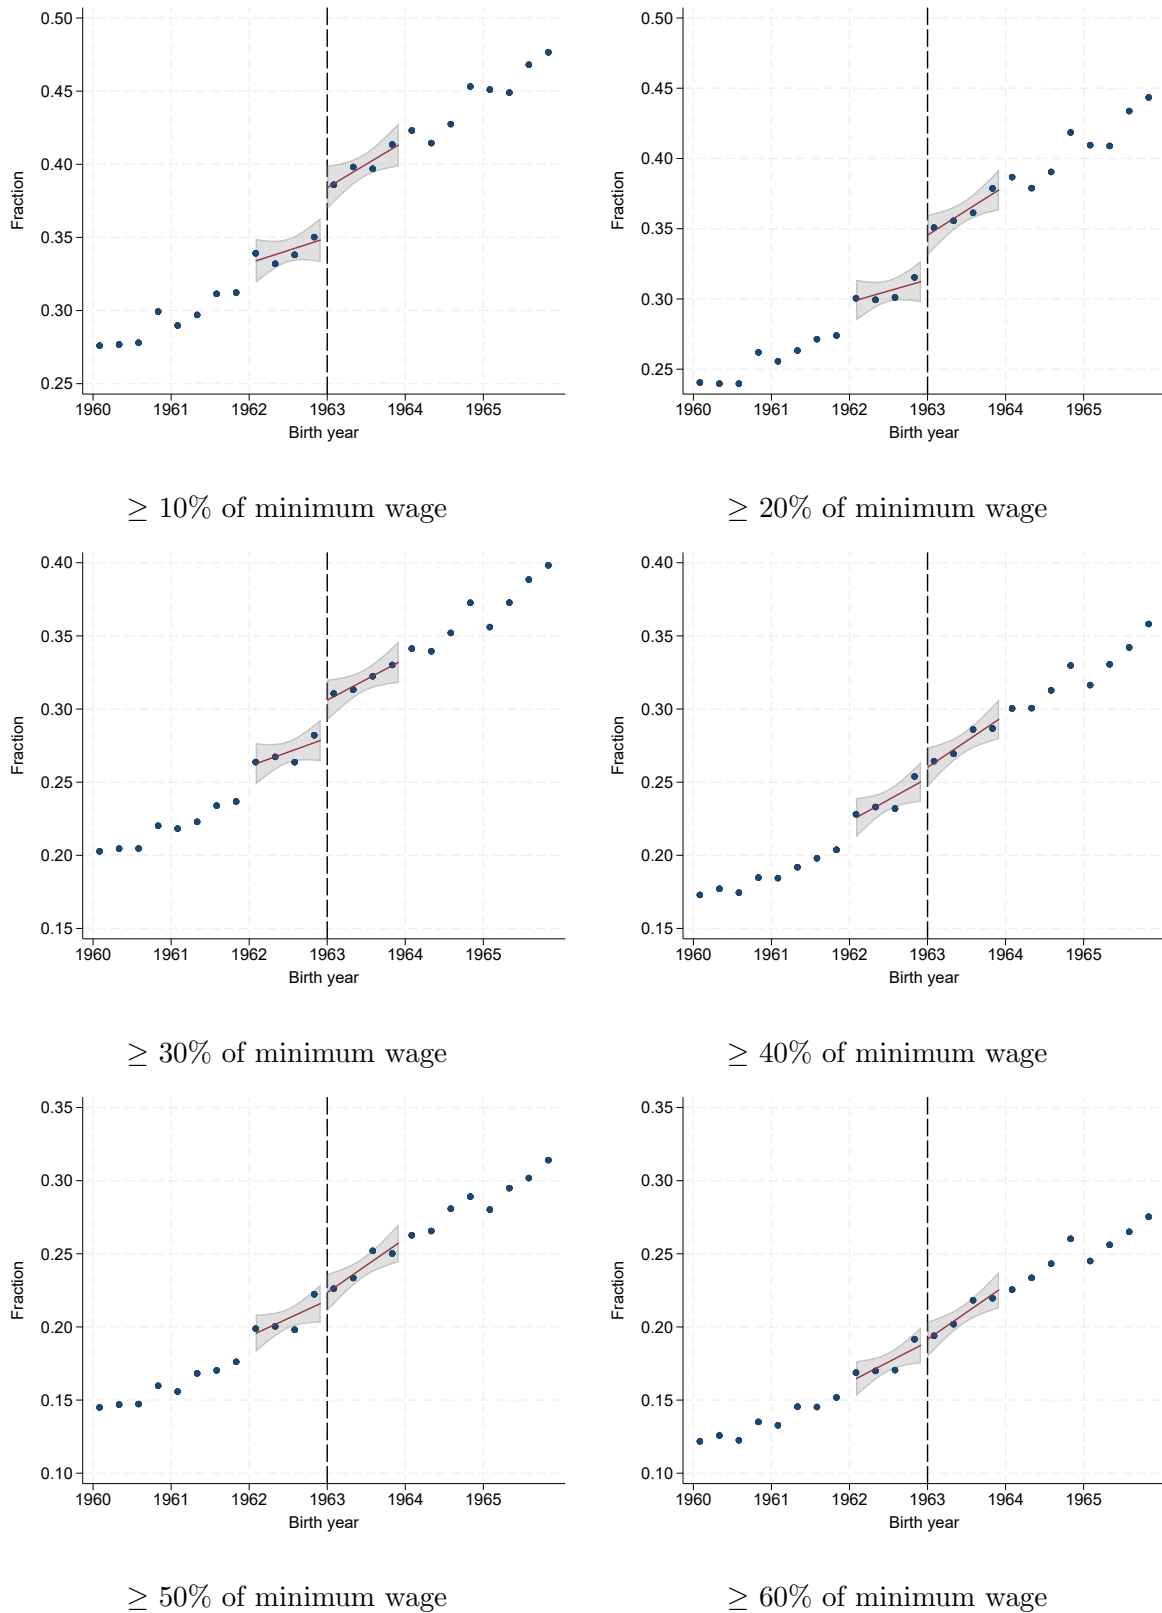 0.50
0.45
0.40
0.35
0.30
0.25
Fraction
1960 1961 1962 1963 1964 1965
Birth year
≥ 10% of minimum wage
0.50
0.45
0.40
0.35
0.30
0.25
Fraction
1960 1961 1962 1963 1964 1965
Birth year
≥ 20% of minimum wage
0.40
0.35
0.30
0.25
0.20
0.15
Fraction
1960 1961 1962 1963 1964 1965
Birth year
≥ 30% of minimum wage
0.40
0.35
0.30
0.25
0.20
0.15
Fraction
1960 1961 1962 1963 1964 1965
Birth year
≥ 40% of minimum wage
0.35
0.30
0.25
0.20
0.15
0.10
Fraction
1960 1961 1962 1963 1964 1965
Birth year
≥ 50% of minimum wage
0.35
0.30
0.25
0.20
0.15
0.10
Fraction
1960 1961 1962 1963 1964 1965
Birth year
≥ 60% of minimum wage